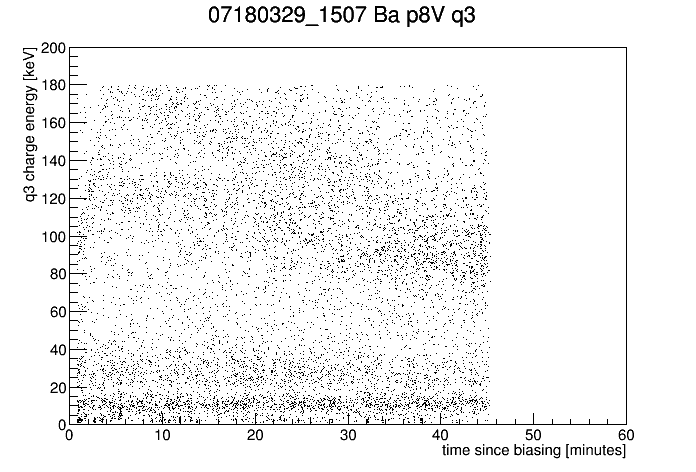 07180329_1507 Ba p8V q3
q3 charge energy [keV]
200
180
160
140
120
100
80
60
40
20
0
0 10 20 30 40 50 60
time since biasing [minutes]